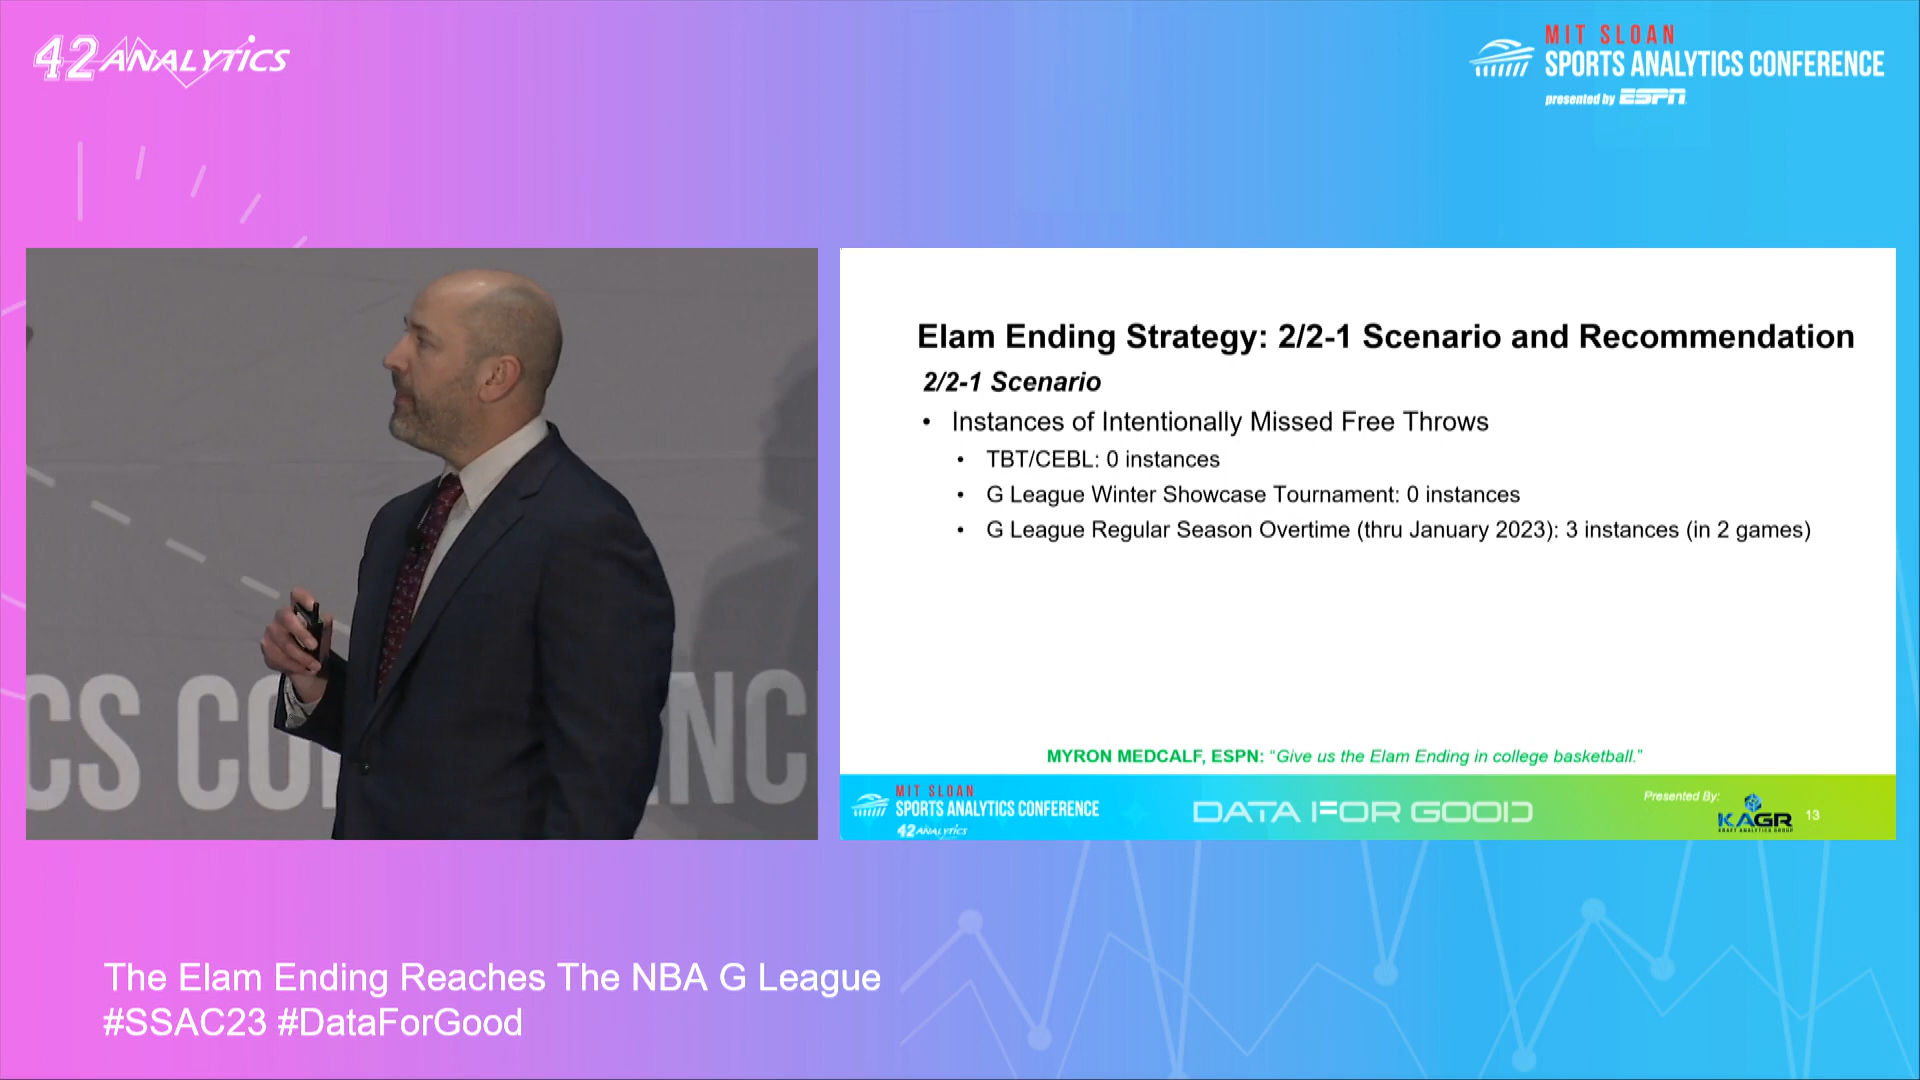 42 ANALYTICS
MIT SLOAN
SPORTS ANALYTICS CONFERENCE
presented by ESPN
CS CO
NC
Elam Ending Strategy: 2/2-1 Scenario and Recommendation
2/2-1 Scenario
• Instances of Intentionally Missed Free Throws
• TBT/CEBL: 0 instances
• G League Winter Showcase Tournament: 0 instances
• G League Regular Season Overtime (thru January 2023): 3 instances (in 2 games)
MYRON MEDCALF, ESPN: “Give us the Elam Ending in college basketball.”
MIT SLOAN
SPORTS ANALYTICS CONFERENCE
42 ANALYTICS
DATA FOR GOOD
Presented By:
KAGR
KRAFT ANALYTICS GROUP
13
The Elam Ending Reaches The NBA G League
#SSAC23 #DataForGood